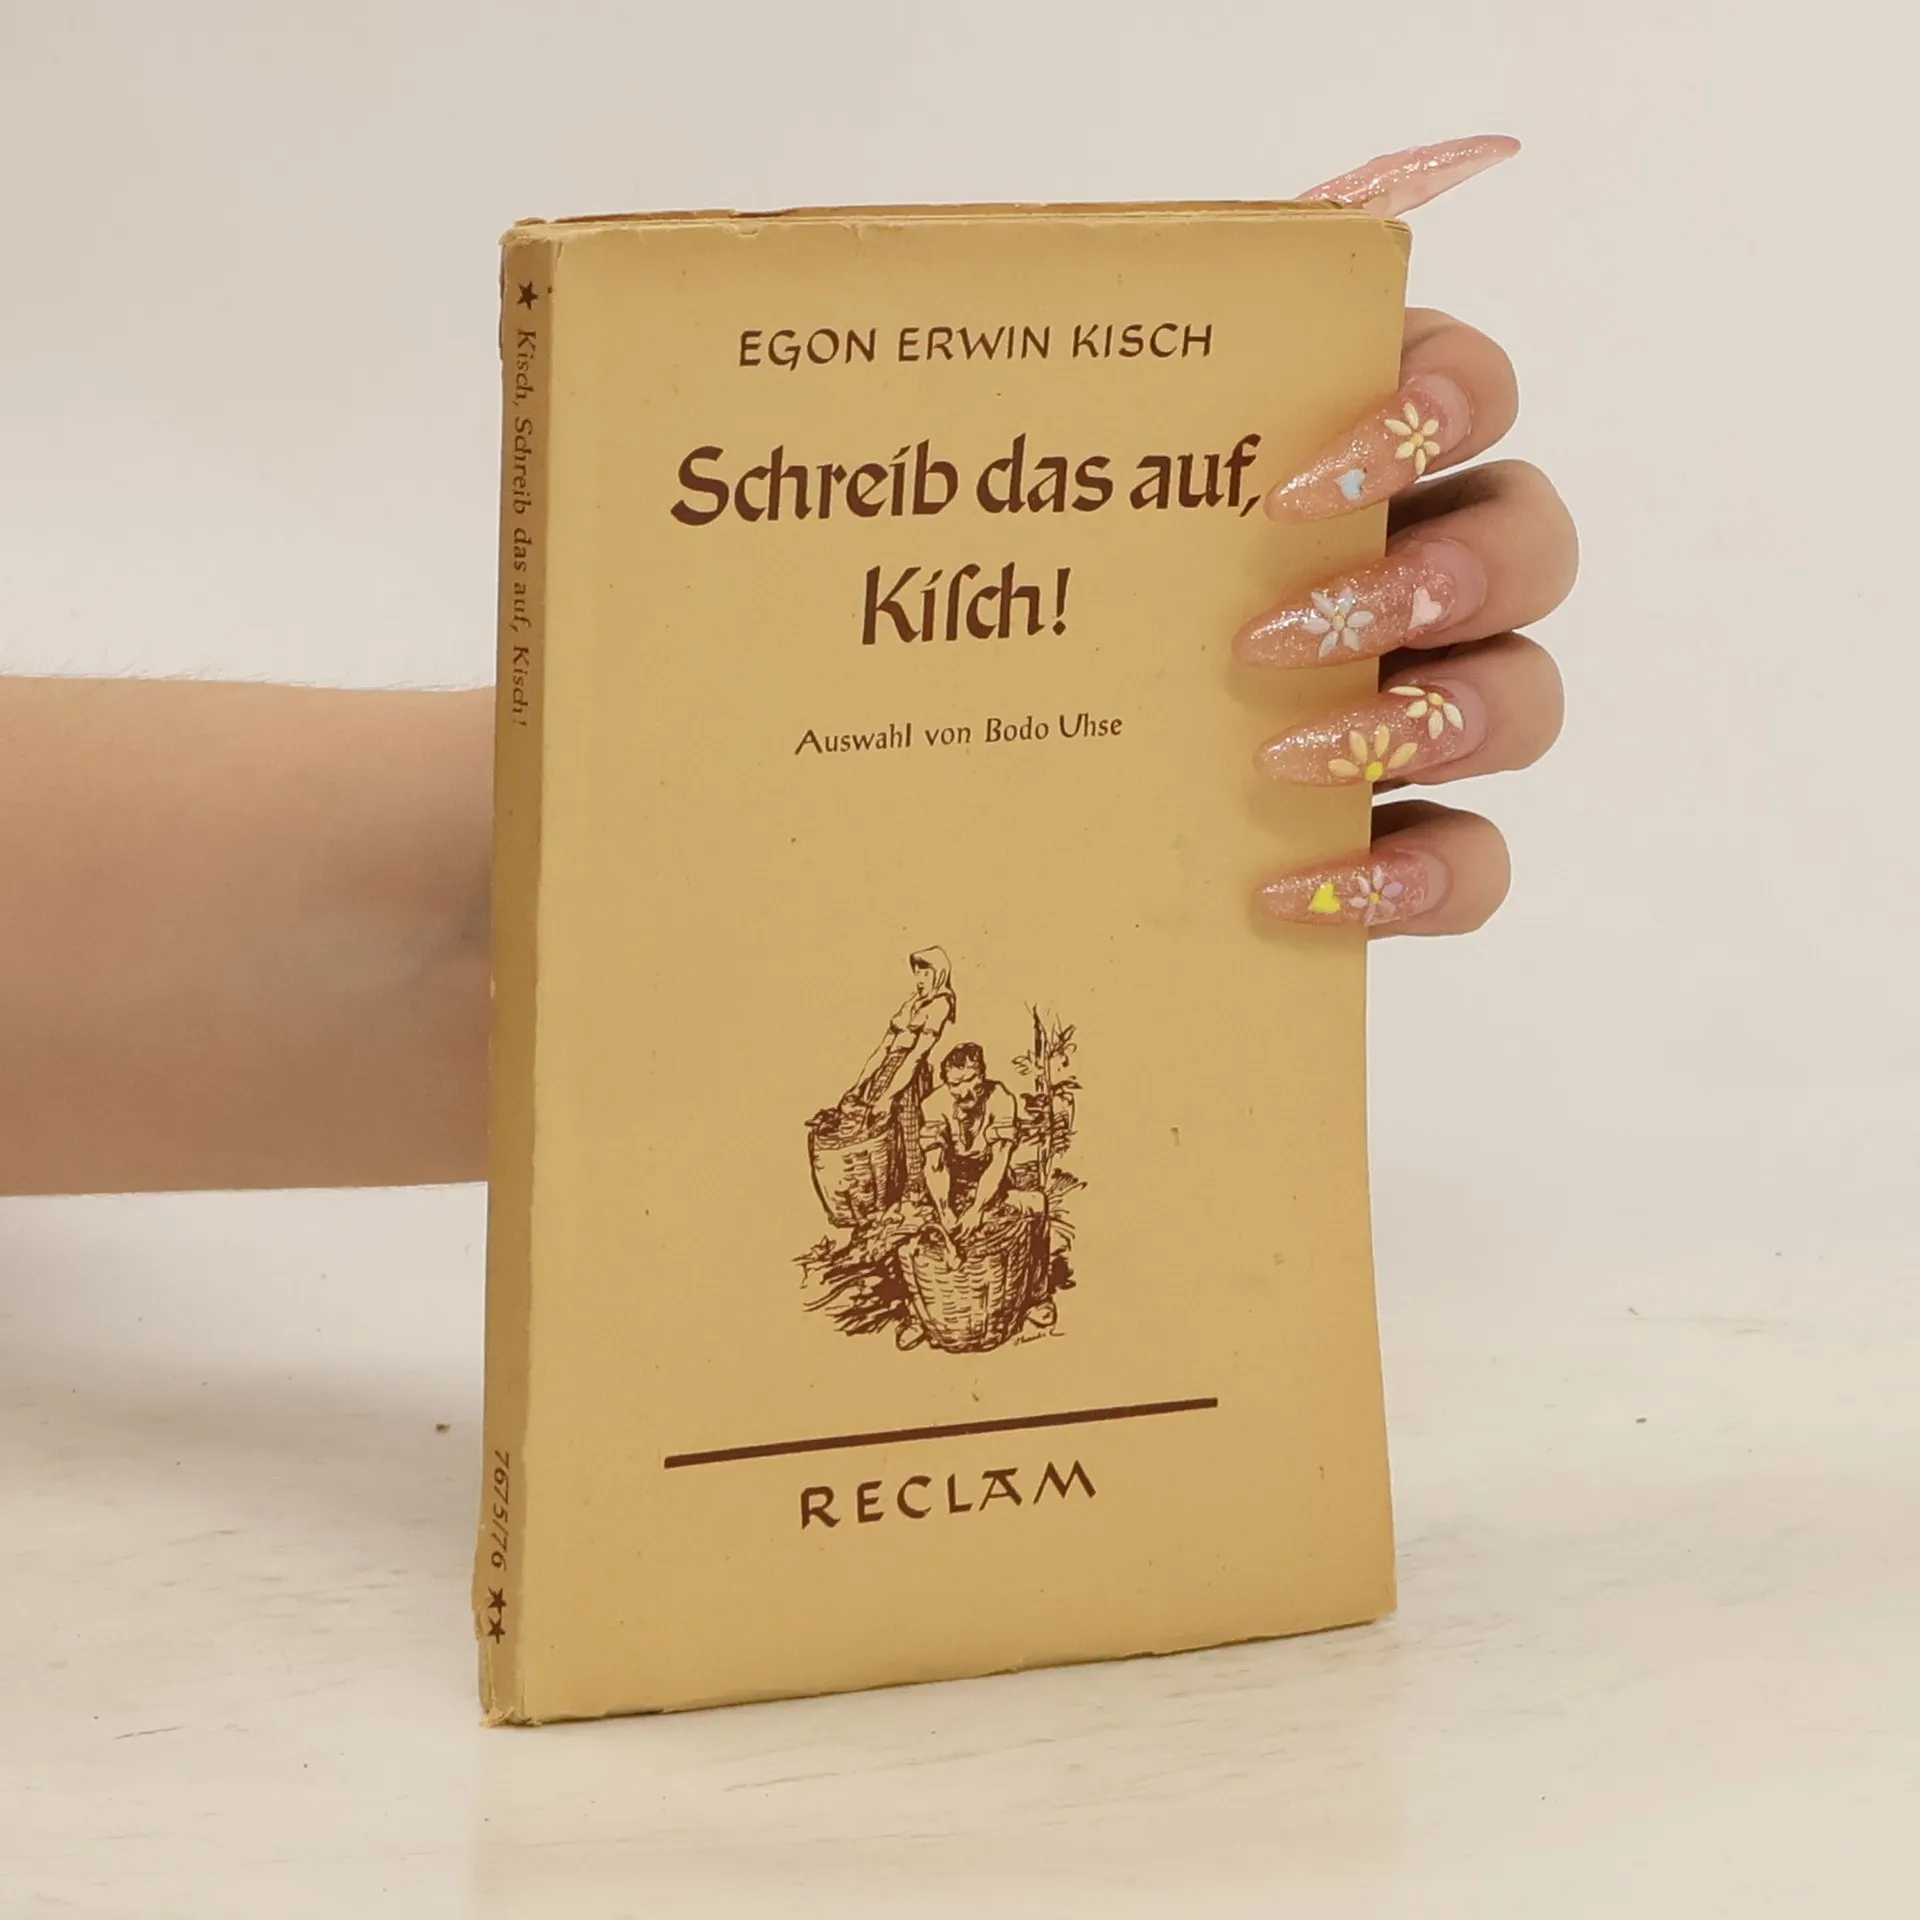 ★ Kisch, Schreib das auf, Kisch!
7675/76 ★★
EGON ERWIN KISCH
Schreib das auf,
Kiſch!
Auswahl von Bodo Uhse
RECLAM